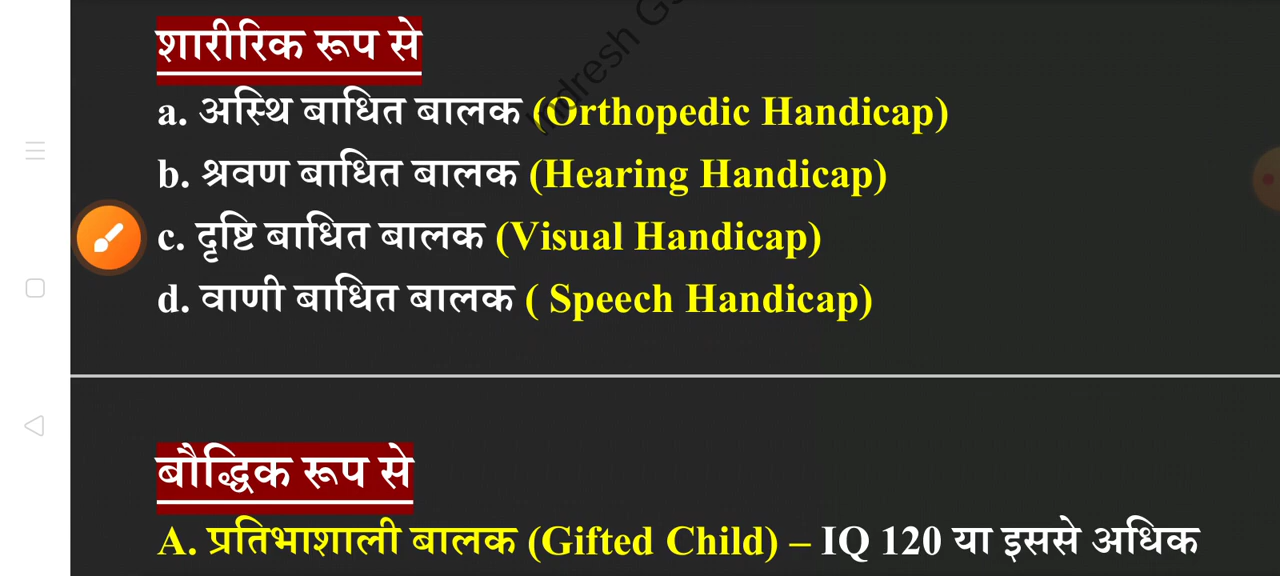 शारीरिक रूप से
a. अस्थि बाधित बालक (Orthopedic Handicap)
b. श्रवण बाधित बालक (Hearing Handicap)
c. दृष्टि बाधित बालक (Visual Handicap)
d. वाणी बाधित बालक ( Speech Handicap)
बौद्धिक रूप से
A. प्रतिभाशाली बालक (Gifted Child) – IQ 120 या इससे अधिक